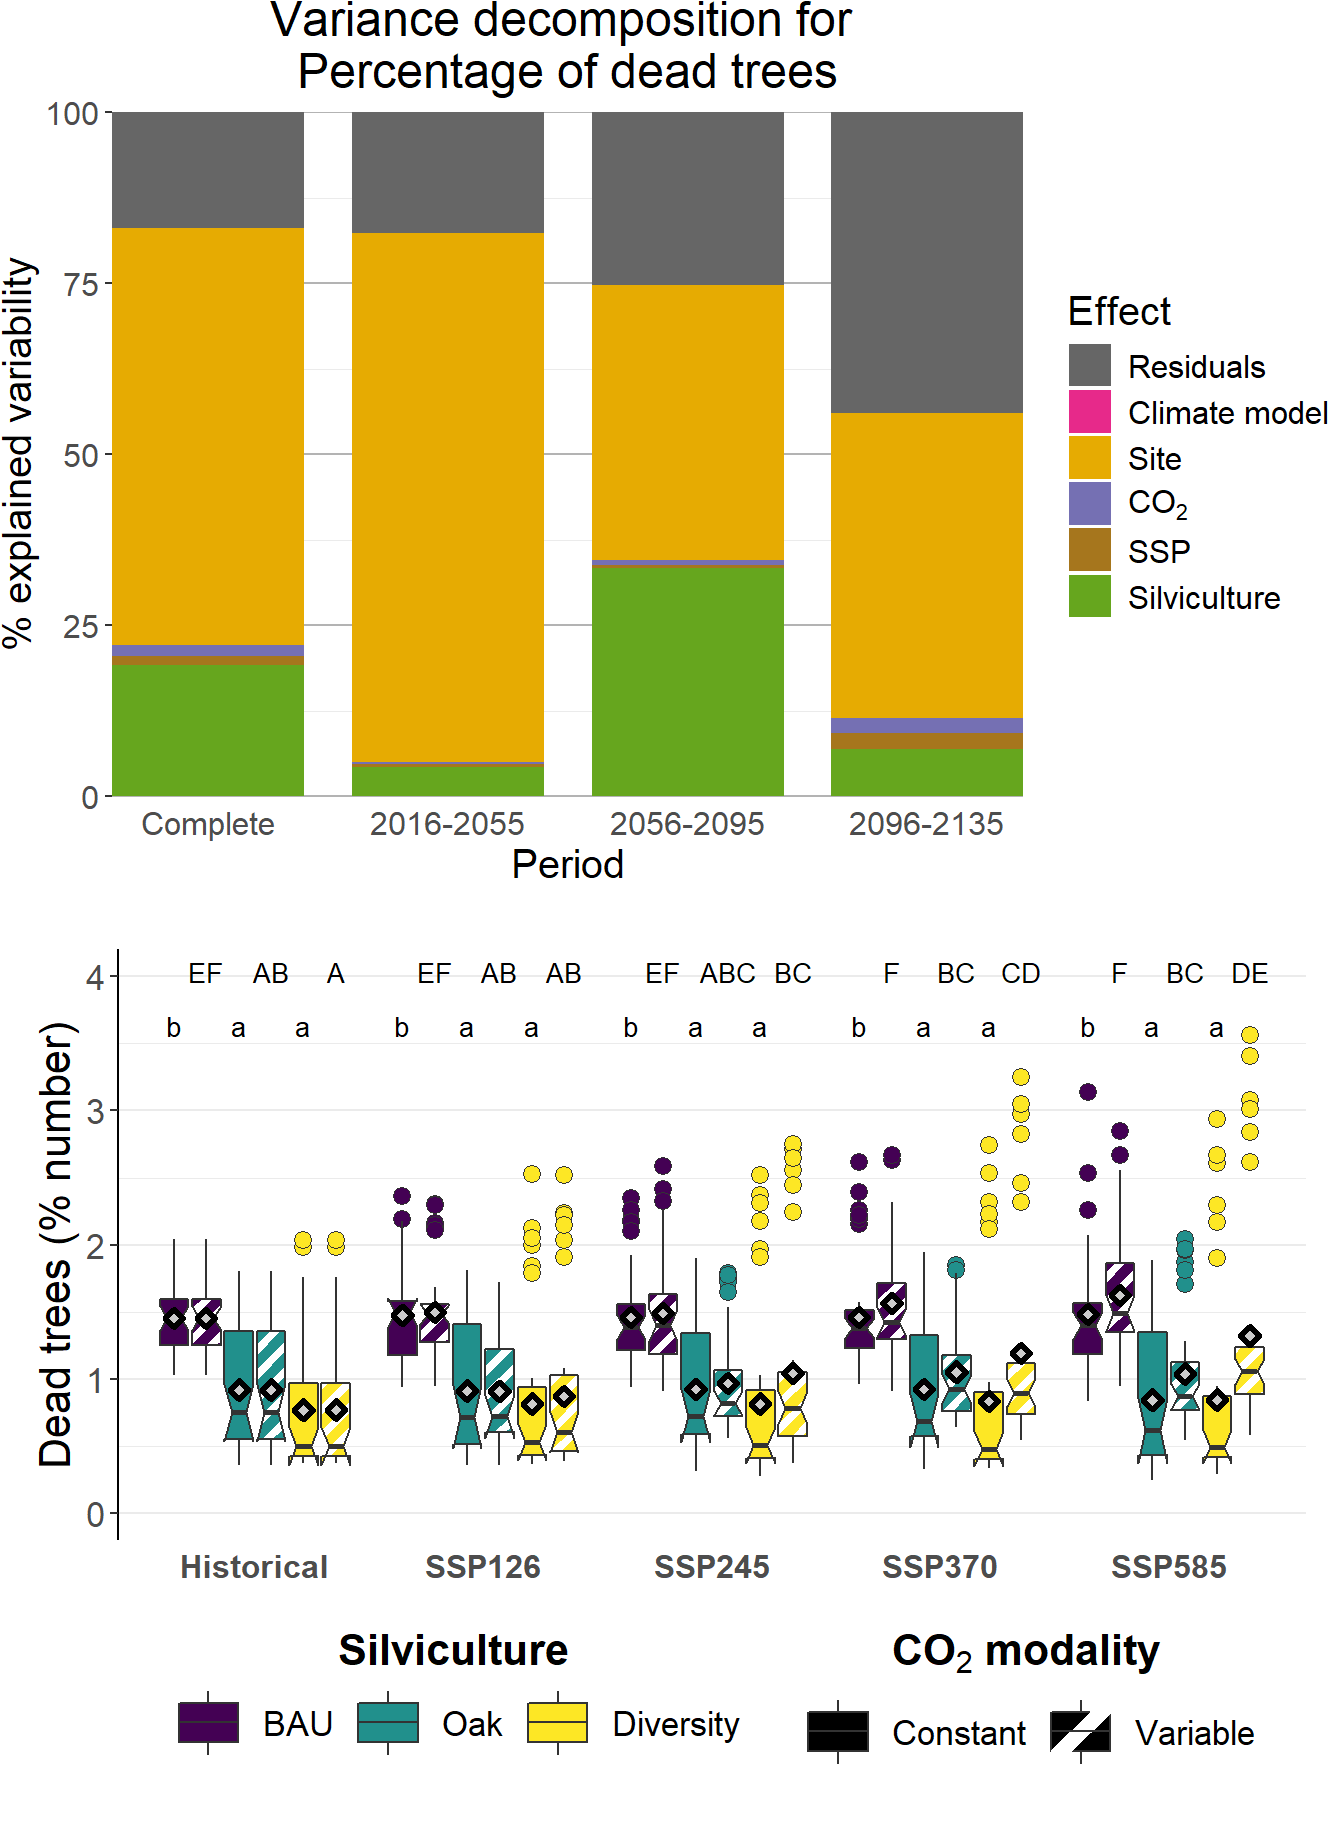 Variance decomposition for
Percentage of dead trees
% explained variability
100
75
50
25
0
Complete 2016-2055 2056-2095 2096-2135
Period
Effect
Residuals
Climate model
Site
CO₂
SSP
Silviculture
Dead trees (% number)
4
3
2
1
0
EF AB A EF AB AB EF ABC BC F BC CD F BC DE
b a a b a a b a a b a a b a a
Historical SSP126 SSP245 SSP370 SSP585
Silviculture
BAU Oak Diversity
CO₂ modality
Constant Variable